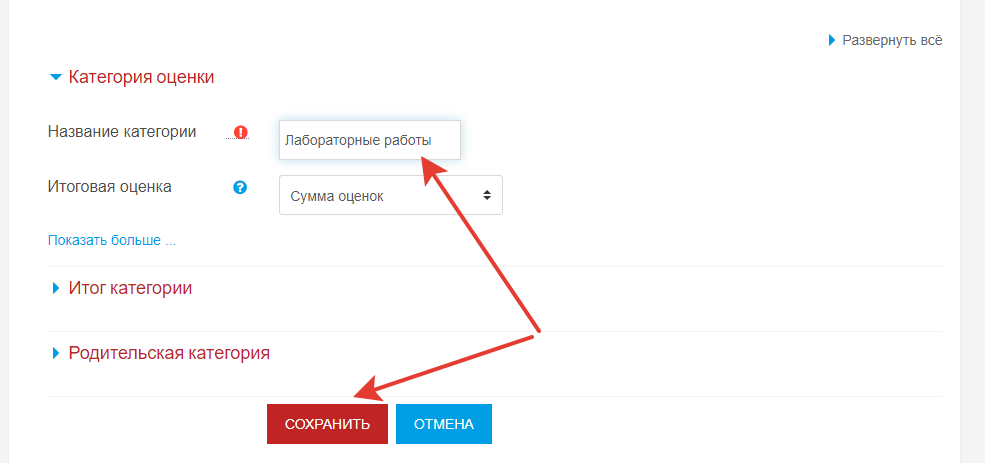 Развернуть всё
Категория оценки
Название категории
Лабораторные работы
Итоговая оценка
Сумма оценок
Показать больше ...
Итог категории
Родительская категория
СОХРАНИТЬ ОТМЕНА